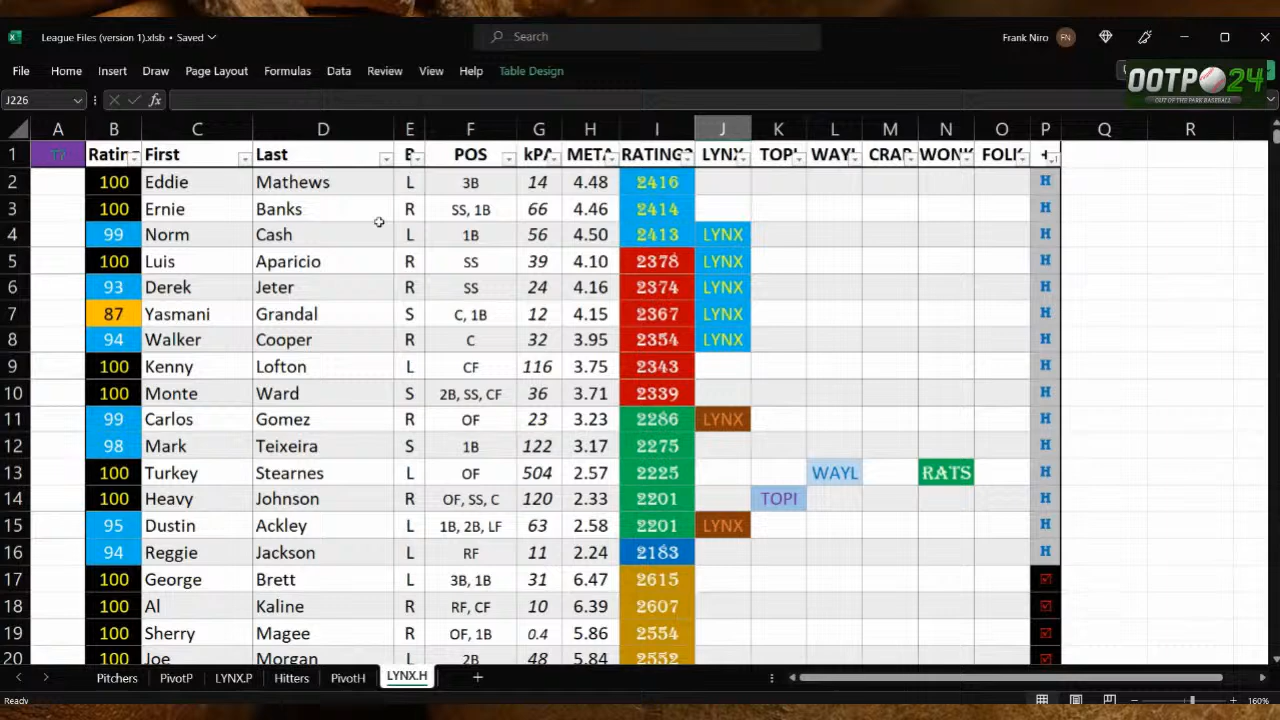 League Files (version 1).xlsb • Saved
Search
Frank Niro FN
File Home Insert Draw Page Layout Formulas Data Review View Help Table Design
OOTP 24
OUT OF THE PARK BASEBALL
J226 fx
A B C D E F G H I J K L M N O P Q R
1 First Last POS META LYNX
2 100 Eddie Mathews L 3B 14 4.48 2416 H
3 100 Ernie Banks R SS, 1B 66 4.46 2414 H
4 99 Norm Cash L 1B 56 4.50 2413 LYNX H
5 100 Luis Aparicio R SS 39 4.10 2378 LYNX H
6 93 Derek Jeter R SS 24 4.16 2374 LYNX H
7 87 Yasmani Grandal S C, 1B 12 4.15 2367 LYNX H
8 94 Walker Cooper R C 32 3.95 2354 LYNX H
9 100 Kenny Lofton L CF 116 3.75 2343 H
10 100 Monte Ward S 2B, SS, CF 36 3.71 2339 H
11 99 Carlos Gomez R OF 23 3.23 2286 LYNX H
12 98 Mark Teixeira S 1B 122 3.17 2275 H
13 100 Turkey Stearnes L OF 504 2.57 2225 WAYL RATS H
14 100 Heavy Johnson R OF, SS, C 120 2.33 2201 TOPI H
15 95 Dustin Ackley L 1B, 2B, LF 63 2.58 2201 LYNX H
16 94 Reggie Jackson L RF 11 2.24 2183 H
17 100 George Brett L 3B, 1B 31 6.47 2615
18 100 Al Kaline R RF, CF 10 6.39 2607
19 100 Sherry Magee R OF, 1B 0.4 5.86 2554
20 100 Joe Morgan L 2B 48 5.84 2552
Pitchers PivotP LYNX.P Hitters PivotH LYNX.H
Ready 160%